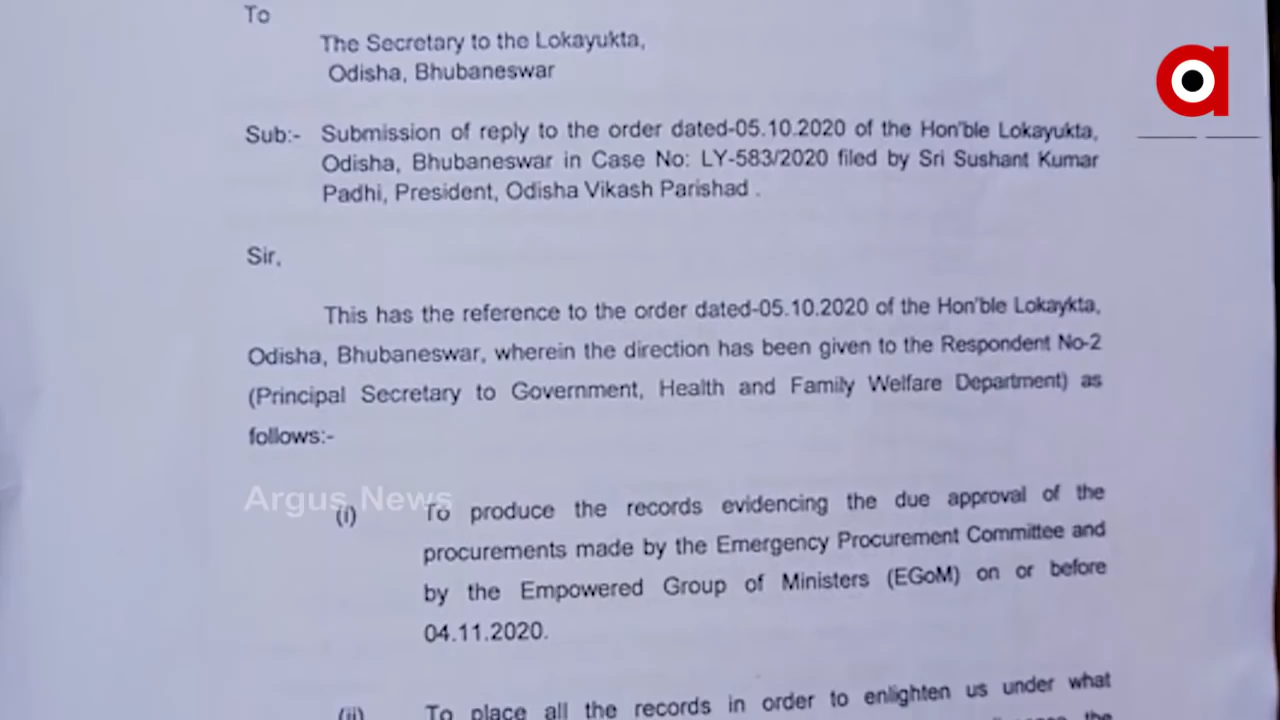 To
The Secretary to the Lokayukta,
Odisha, Bhubaneswar
Sub:- Submission of reply to the order dated-05.10.2020 of the Hon'ble Lokayukta,
Odisha, Bhubaneswar in Case No: LY-583/2020 filed by Sri Sushant Kumar
Padhi, President, Odisha Vikash Parishad .
Sir,
This has the reference to the order dated-05.10.2020 of the Hon'ble Lokaykta,
Odisha, Bhubaneswar, wherein the direction has been given to the Respondent No-2
(Principal Secretary to Government, Health and Family Welfare Department) as
follows:-
Argus News
(i) To produce the records evidencing the due approval of the
procurements made by the Emergency Procurement Committee and
by the Empowered Group of Ministers (EGoM) on or before
04.11.2020.
(ii) To place all the records in order to enlighten us under what
the